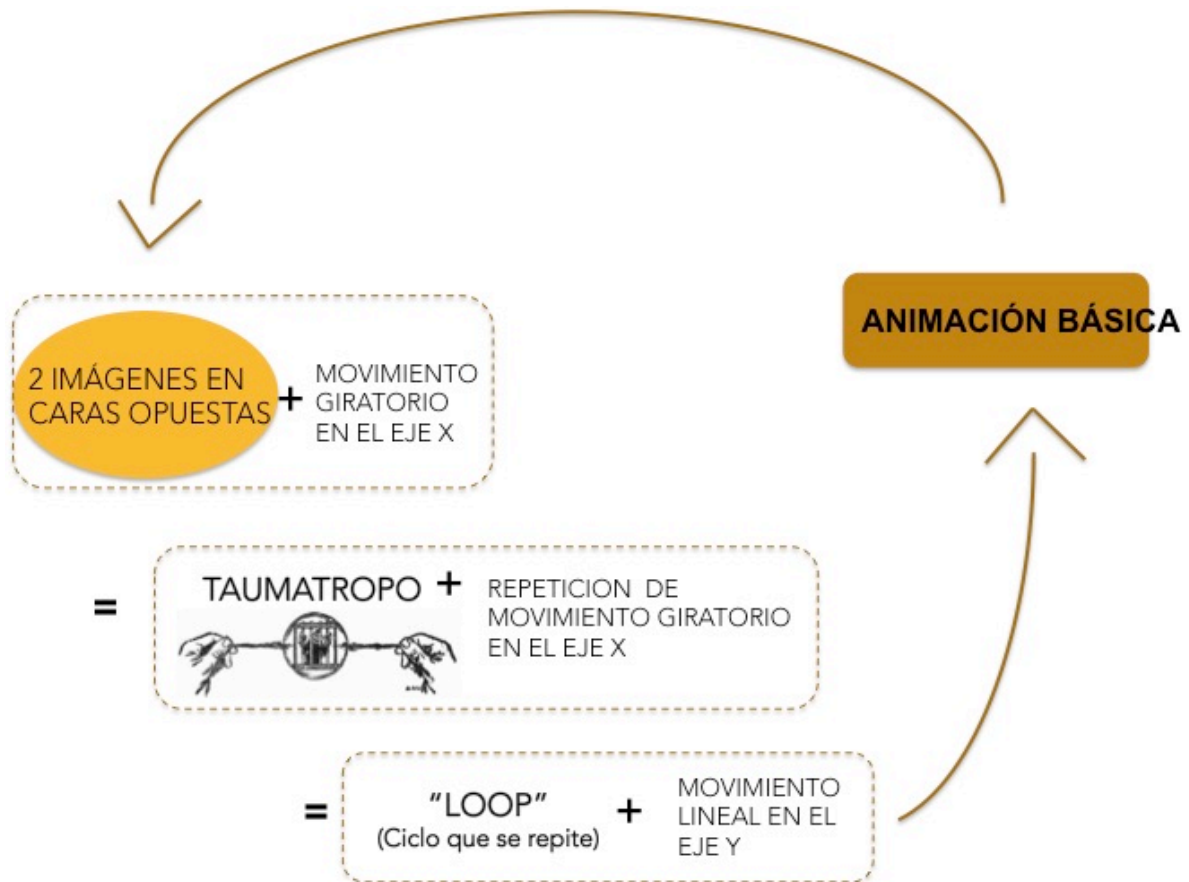 ANIMACIÓN BÁSICA
2 IMÁGENES EN
CARAS OPUESTAS
+
MOVIMIENTO
GIRATORIO
EN EL EJE X
=
TAUMATROPO
+
REPETICION DE
MOVIMIENTO GIRATORIO
EN EL EJE X
=
"LOOP"
(Ciclo que se repite)
+
MOVIMIENTO
LINEAL EN EL
EJE Y